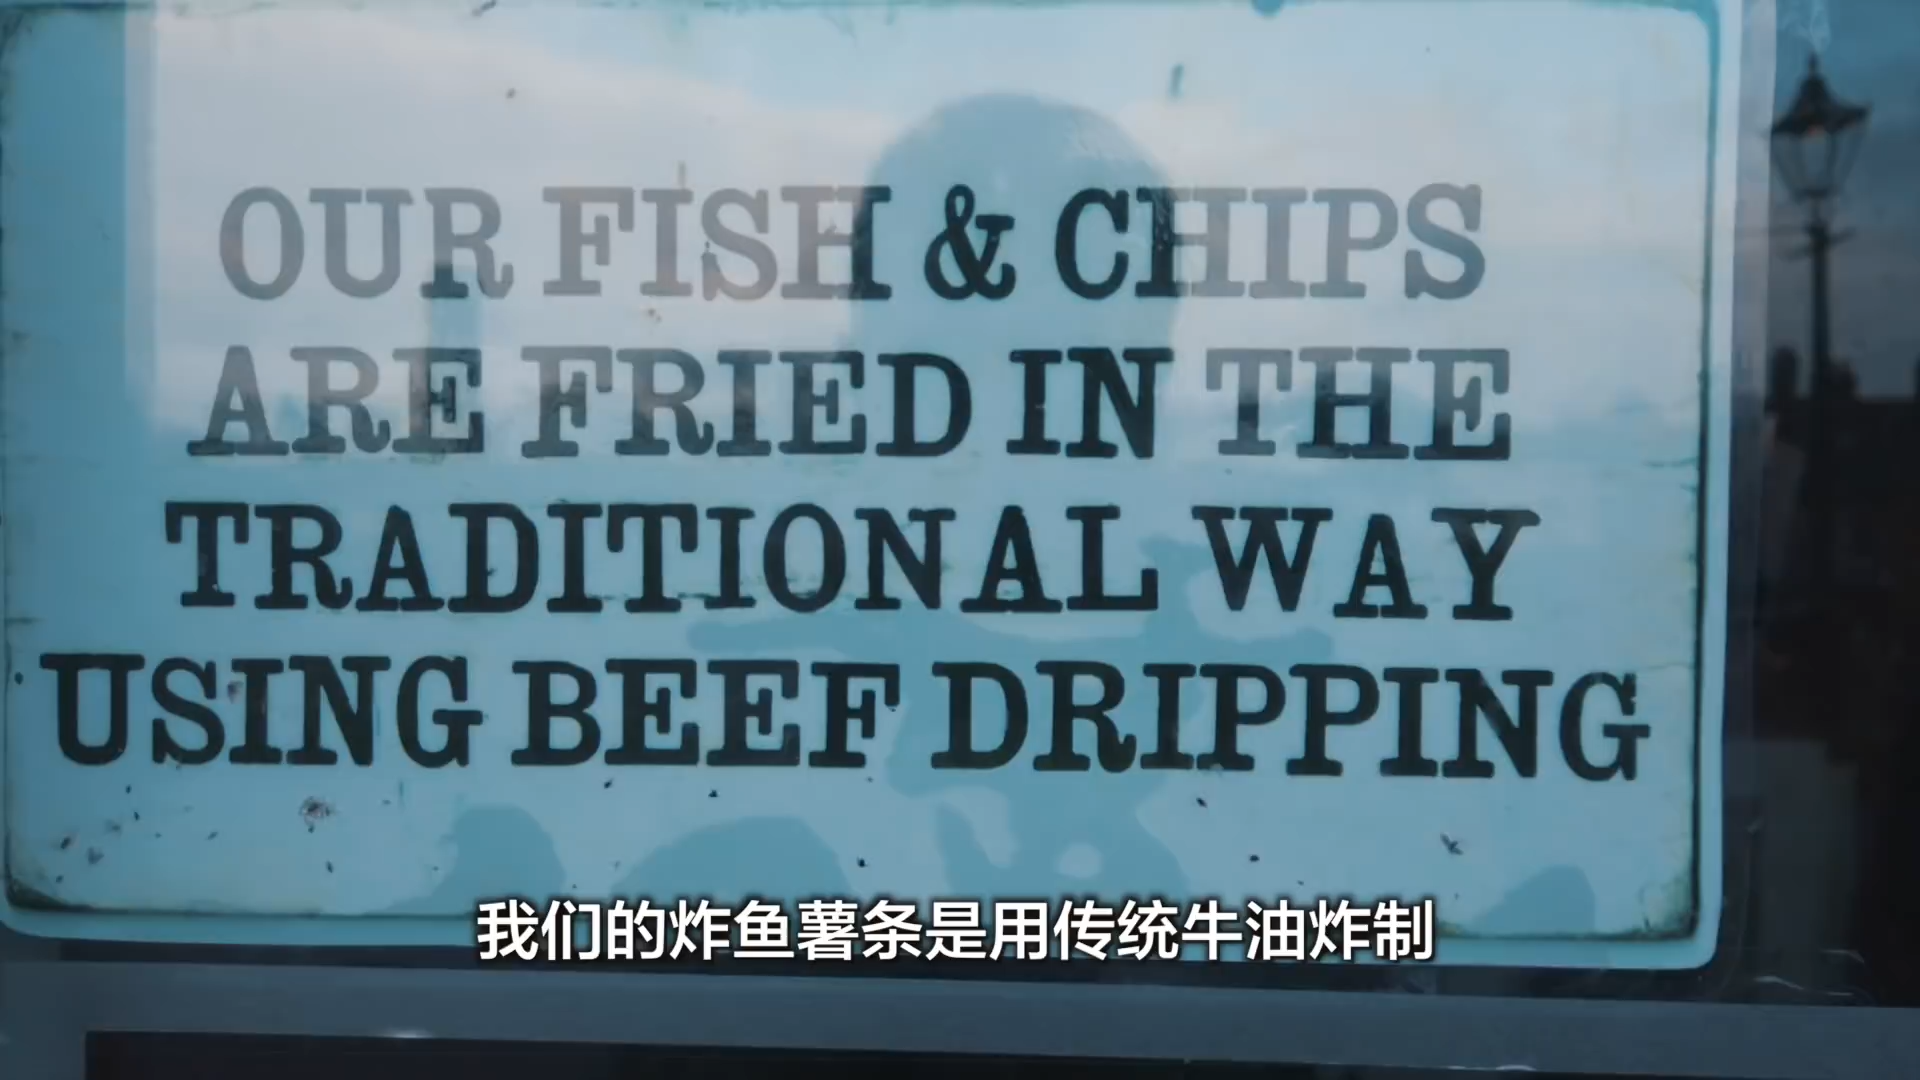 OUR FISH & CHIPS
ARE FRIED IN THE
TRADITIONAL WAY
USING BEEF DRIPPING
我们的炸鱼薯条是用传统牛油炸制